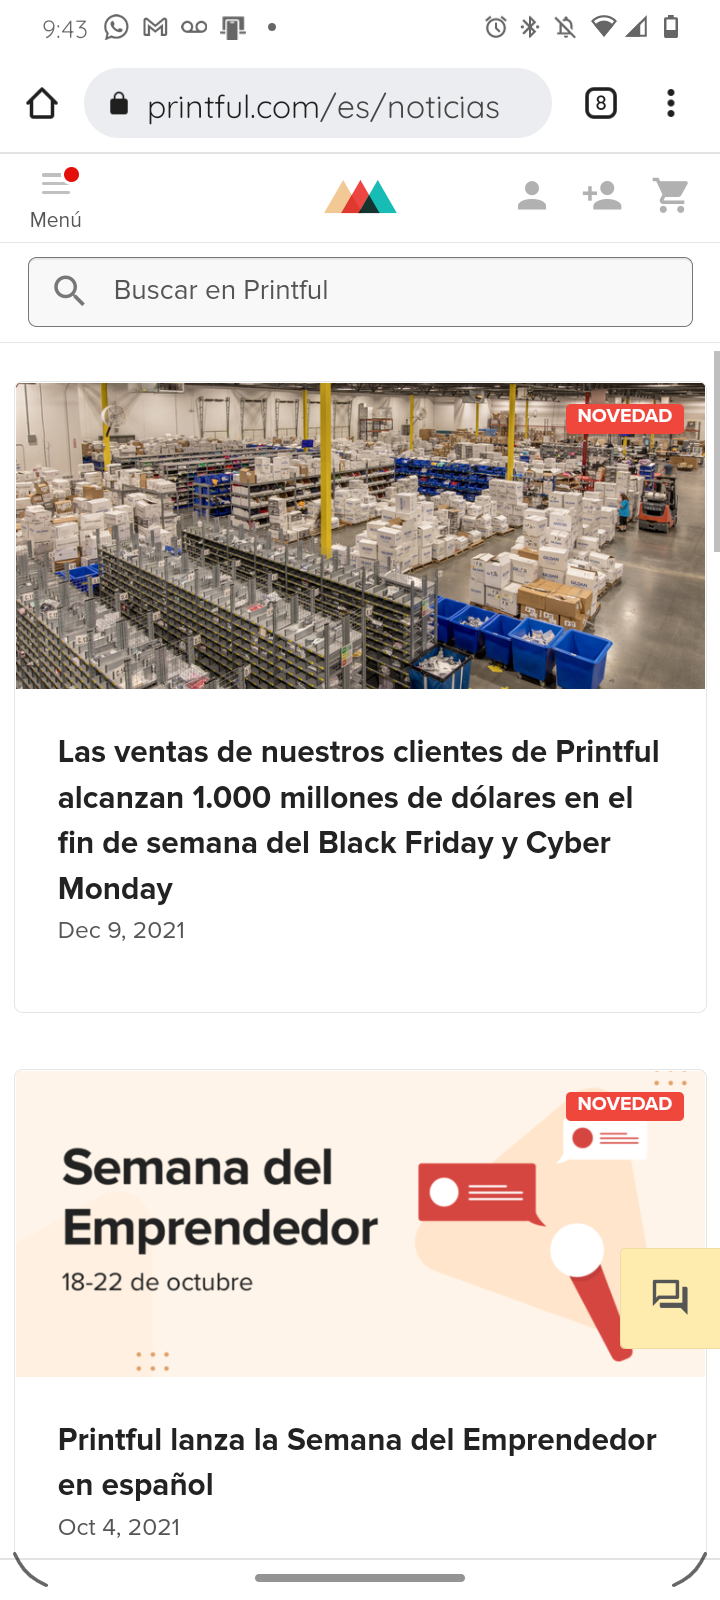 9:43
printful.com/es/noticias
8
Menú
Buscar en Printful
NOVEDAD
Las ventas de nuestros clientes de Printful
alcanzan 1.000 millones de dólares en el
fin de semana del Black Friday y Cyber
Monday
Dec 9, 2021
NOVEDAD
Semana del
Emprendedor
18-22 de octubre
Printful lanza la Semana del Emprendedor
en español
Oct 4, 2021